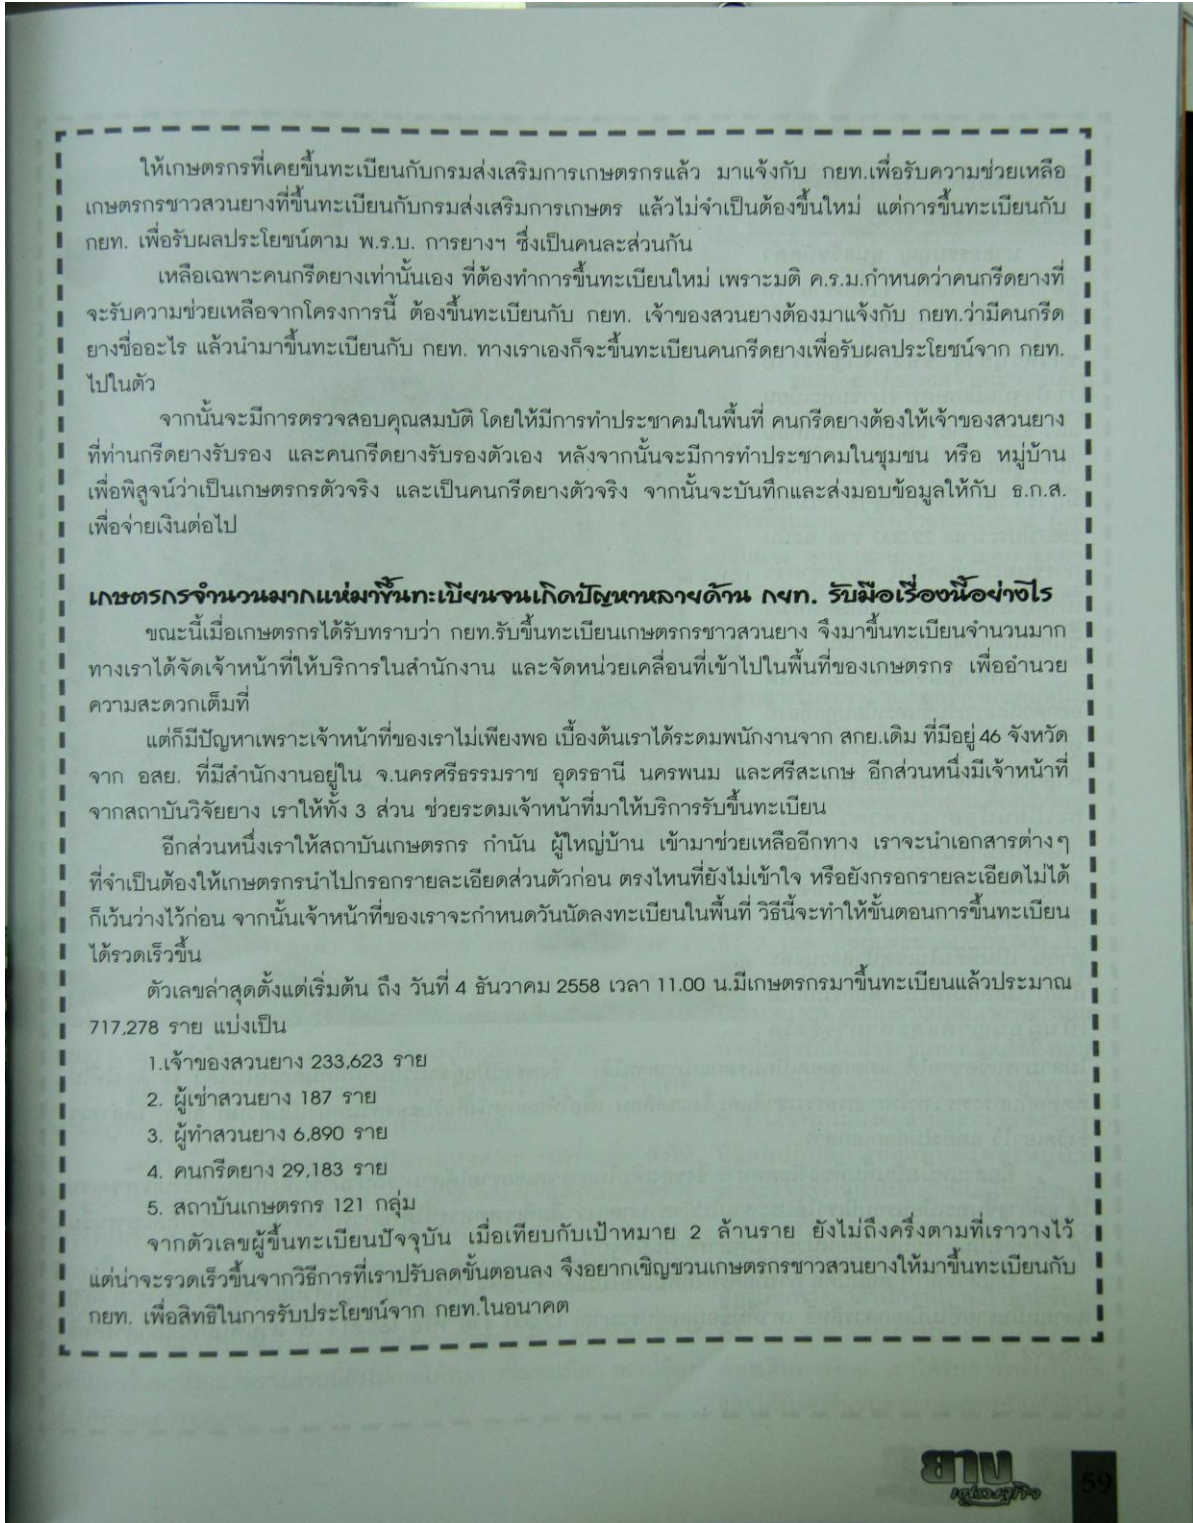 ให้เกษตรกรที่เคยขึ้นทะเบียนกับกรมส่งเสริมการเกษตรกรแล้ว มาแจ้งกับ กยท.เพื่อรับความช่วยเหลือ
เกษตรกรชาวสวนยางที่ขึ้นทะเบียนกับกรมส่งเสริมการเกษตร แล้วไม่จำเป็นต้องขึ้นใหม่ แต่การขึ้นทะเบียนกับ
กยท. เพื่อรับผลประโยชน์ตาม พ.ร.บ. การยางฯ ซึ่งเป็นคนละส่วนกัน
เหลือเฉพาะคนกรีดยางเท่านั้นเอง ที่ต้องทำการขึ้นทะเบียนใหม่ เพราะมติ ค.ร.ม.กำหนดว่าคนกรีดยางที่
จะรับความช่วยเหลือจากโครงการนี้ ต้องขึ้นทะเบียนกับ กยท. เจ้าของสวนยางต้องมาแจ้งกับ กยท.ว่ามีคนกรีด
ยางชื่ออะไร แล้วนำมาขึ้นทะเบียนกับ กยท. ทางเราเองก็จะขึ้นทะเบียนคนกรีดยางเพื่อรับผลประโยชน์จาก กยท.
ไปในตัว
จากนั้นจะมีการตรวจสอบคุณสมบัติ โดยให้มีการทำประชาคมในพื้นที่ คนกรีดยางต้องให้เจ้าของสวนยาง
ที่ท่านกรีดยางรับรอง และคนกรีดยางรับรองตัวเอง หลังจากนั้นจะมีการทำประชาคมในชุมชน หรือ หมู่บ้าน
เพื่อพิสูจน์ว่าเป็นเกษตรกรตัวจริง และเป็นคนกรีดยางตัวจริง จากนั้นจะบันทึกและส่งมอบข้อมูลให้กับ ธ.ก.ส.
เพื่อจ่ายเงินต่อไป
เกษตรกรจำนวนมากแห่มาขึ้นทะเบียนจนเกิดปัญหาหลายด้าน กยท. รับมือเรื่องนี้อย่างไร
ขณะนี้เมื่อเกษตรกรได้รับทราบว่า กยท.รับขึ้นทะเบียนเกษตรกรชาวสวนยาง จึงมาขึ้นทะเบียนจำนวนมาก
ทางเราได้จัดเจ้าหน้าที่ให้บริการในสำนักงาน และจัดหน่วยเคลื่อนที่เข้าไปในพื้นที่ของเกษตรกร เพื่ออำนวย
ความสะดวกเต็มที่
แต่ก็มีปัญหาเพราะเจ้าหน้าที่ของเราไม่เพียงพอ เบื้องต้นเราได้ระดมพนักงานจาก สกย.เดิม ที่มีอยู่ 46 จังหวัด
จาก อสย. ที่มีสำนักงานอยู่ใน จ.นครศรีธรรมราช อุดรธานี นครพนม และศรีสะเกษ อีกส่วนหนึ่งมีเจ้าหน้าที่
จากสถาบันวิจัยยาง เราให้ทั้ง 3 ส่วน ช่วยระดมเจ้าหน้าที่มาให้บริการรับขึ้นทะเบียน
อีกส่วนหนึ่งเราให้สถาบันเกษตรกร กำนัน ผู้ใหญ่บ้าน เข้ามาช่วยเหลืออีกทาง เราจะนำเอกสารต่างๆ
ที่จำเป็นต้องให้เกษตรกรนำไปกรอกรายละเอียดส่วนตัวก่อน ตรงไหนที่ยังไม่เข้าใจ หรือยังกรอกรายละเอียดไม่ได้
ก็เว้นว่างไว้ก่อน จากนั้นเจ้าหน้าที่ของเราจะกำหนดวันนัดลงทะเบียนในพื้นที่ วิธีนี้จะทำให้ขั้นตอนการขึ้นทะเบียน
ได้รวดเร็วขึ้น
ตัวเลขล่าสุดตั้งแต่เริ่มต้น ถึง วันที่ 4 ธันวาคม 2558 เวลา 11.00 น.มีเกษตรกรมาขึ้นทะเบียนแล้วประมาณ
717,278 ราย แบ่งเป็น
1.เจ้าของสวนยาง 233,623 ราย
2. ผู้เช่าสวนยาง 187 ราย
3. ผู้ทำสวนยาง 6,890 ราย
4. คนกรีดยาง 29,183 ราย
5. สถาบันเกษตรกร 121 กลุ่ม
จากตัวเลขผู้ขึ้นทะเบียนปัจจุบัน เมื่อเทียบกับเป้าหมาย 2 ล้านราย ยังไม่ถึงครึ่งตามที่เราวางไว้
แต่น่าจะรวดเร็วขึ้นจากวิธีการที่เราปรับลดขั้นตอนลง จึงอยากเชิญชวนเกษตรกรชาวสวนยางให้มาขึ้นทะเบียนกับ
กยท. เพื่อสิทธิในการรับประโยชน์จาก กยท.ในอนาคต
ยาง
เศรษฐกิจ
59